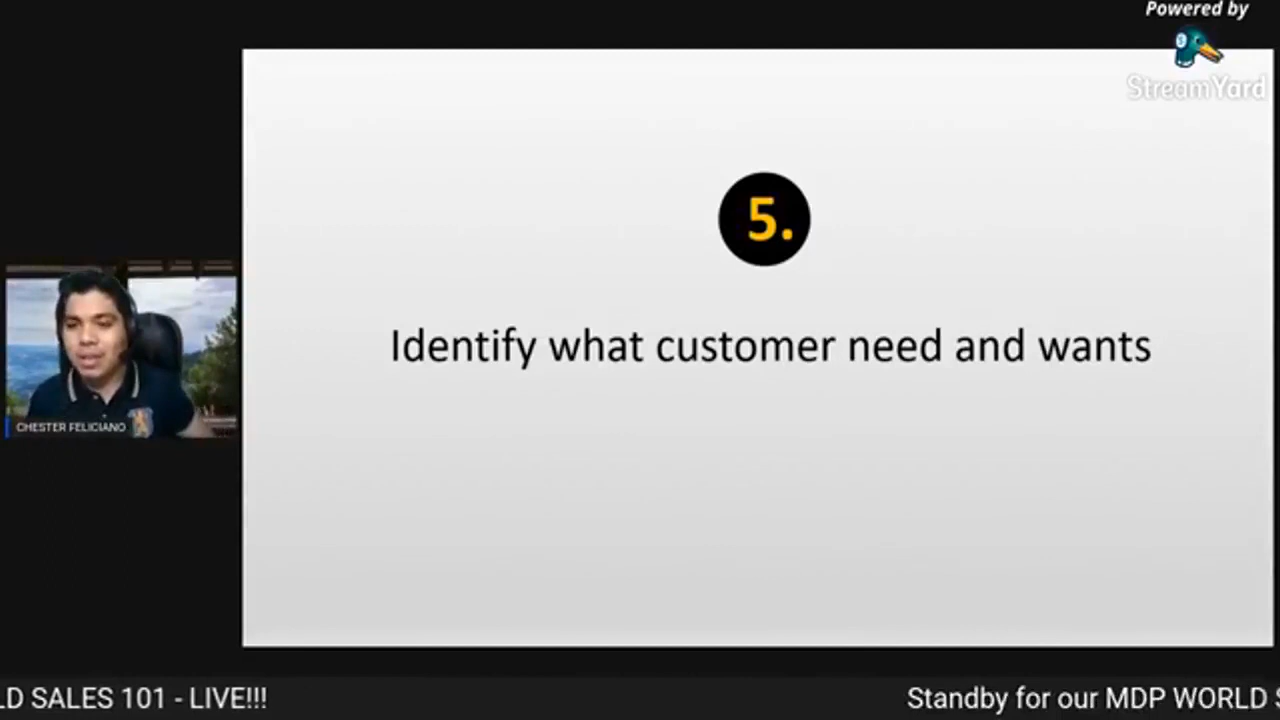 Powered by
StreamYard
5.
Identify what customer need and wants
CHESTER FELICIANO
LD SALES 101 - LIVE!!!
Standby for our MDP WORLD